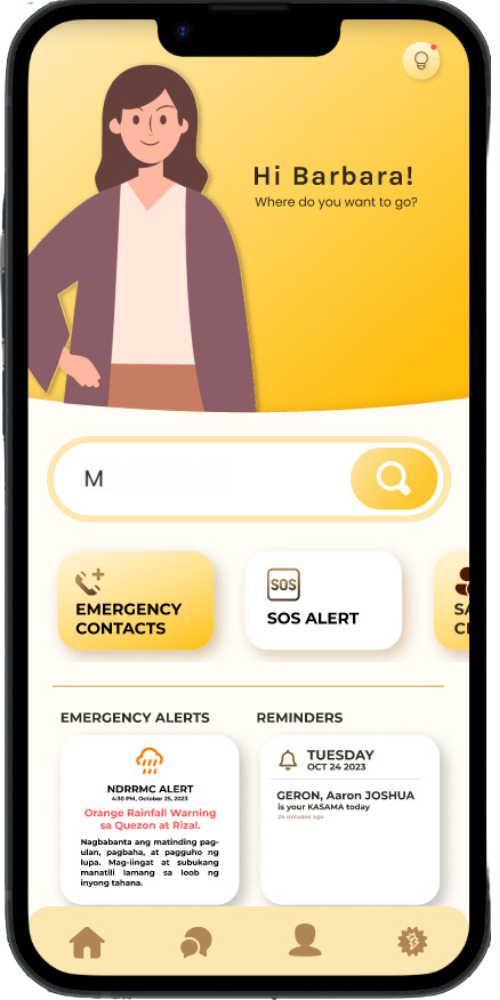 Hi Barbara!
Where do you want to go?
M
EMERGENCY
CONTACTS
SOS
SOS ALERT
SA
EMERGENCY ALERTS
REMINDERS
NDRRMC ALERT
4:30 PM, October 25, 2023
Orange Rainfall Warning
sa Quezon at Rizal.
Nagbabanta ang matinding pag-
ulan, pagbaha, at pagguho ng
lupa. Mag-iingat at subukang
manatili lamang sa loob ng
inyong tahana.
TUESDAY
OCT 24 2023
GERON, Aaron JOSHUA
is your KASAMA today
24 minutes ago